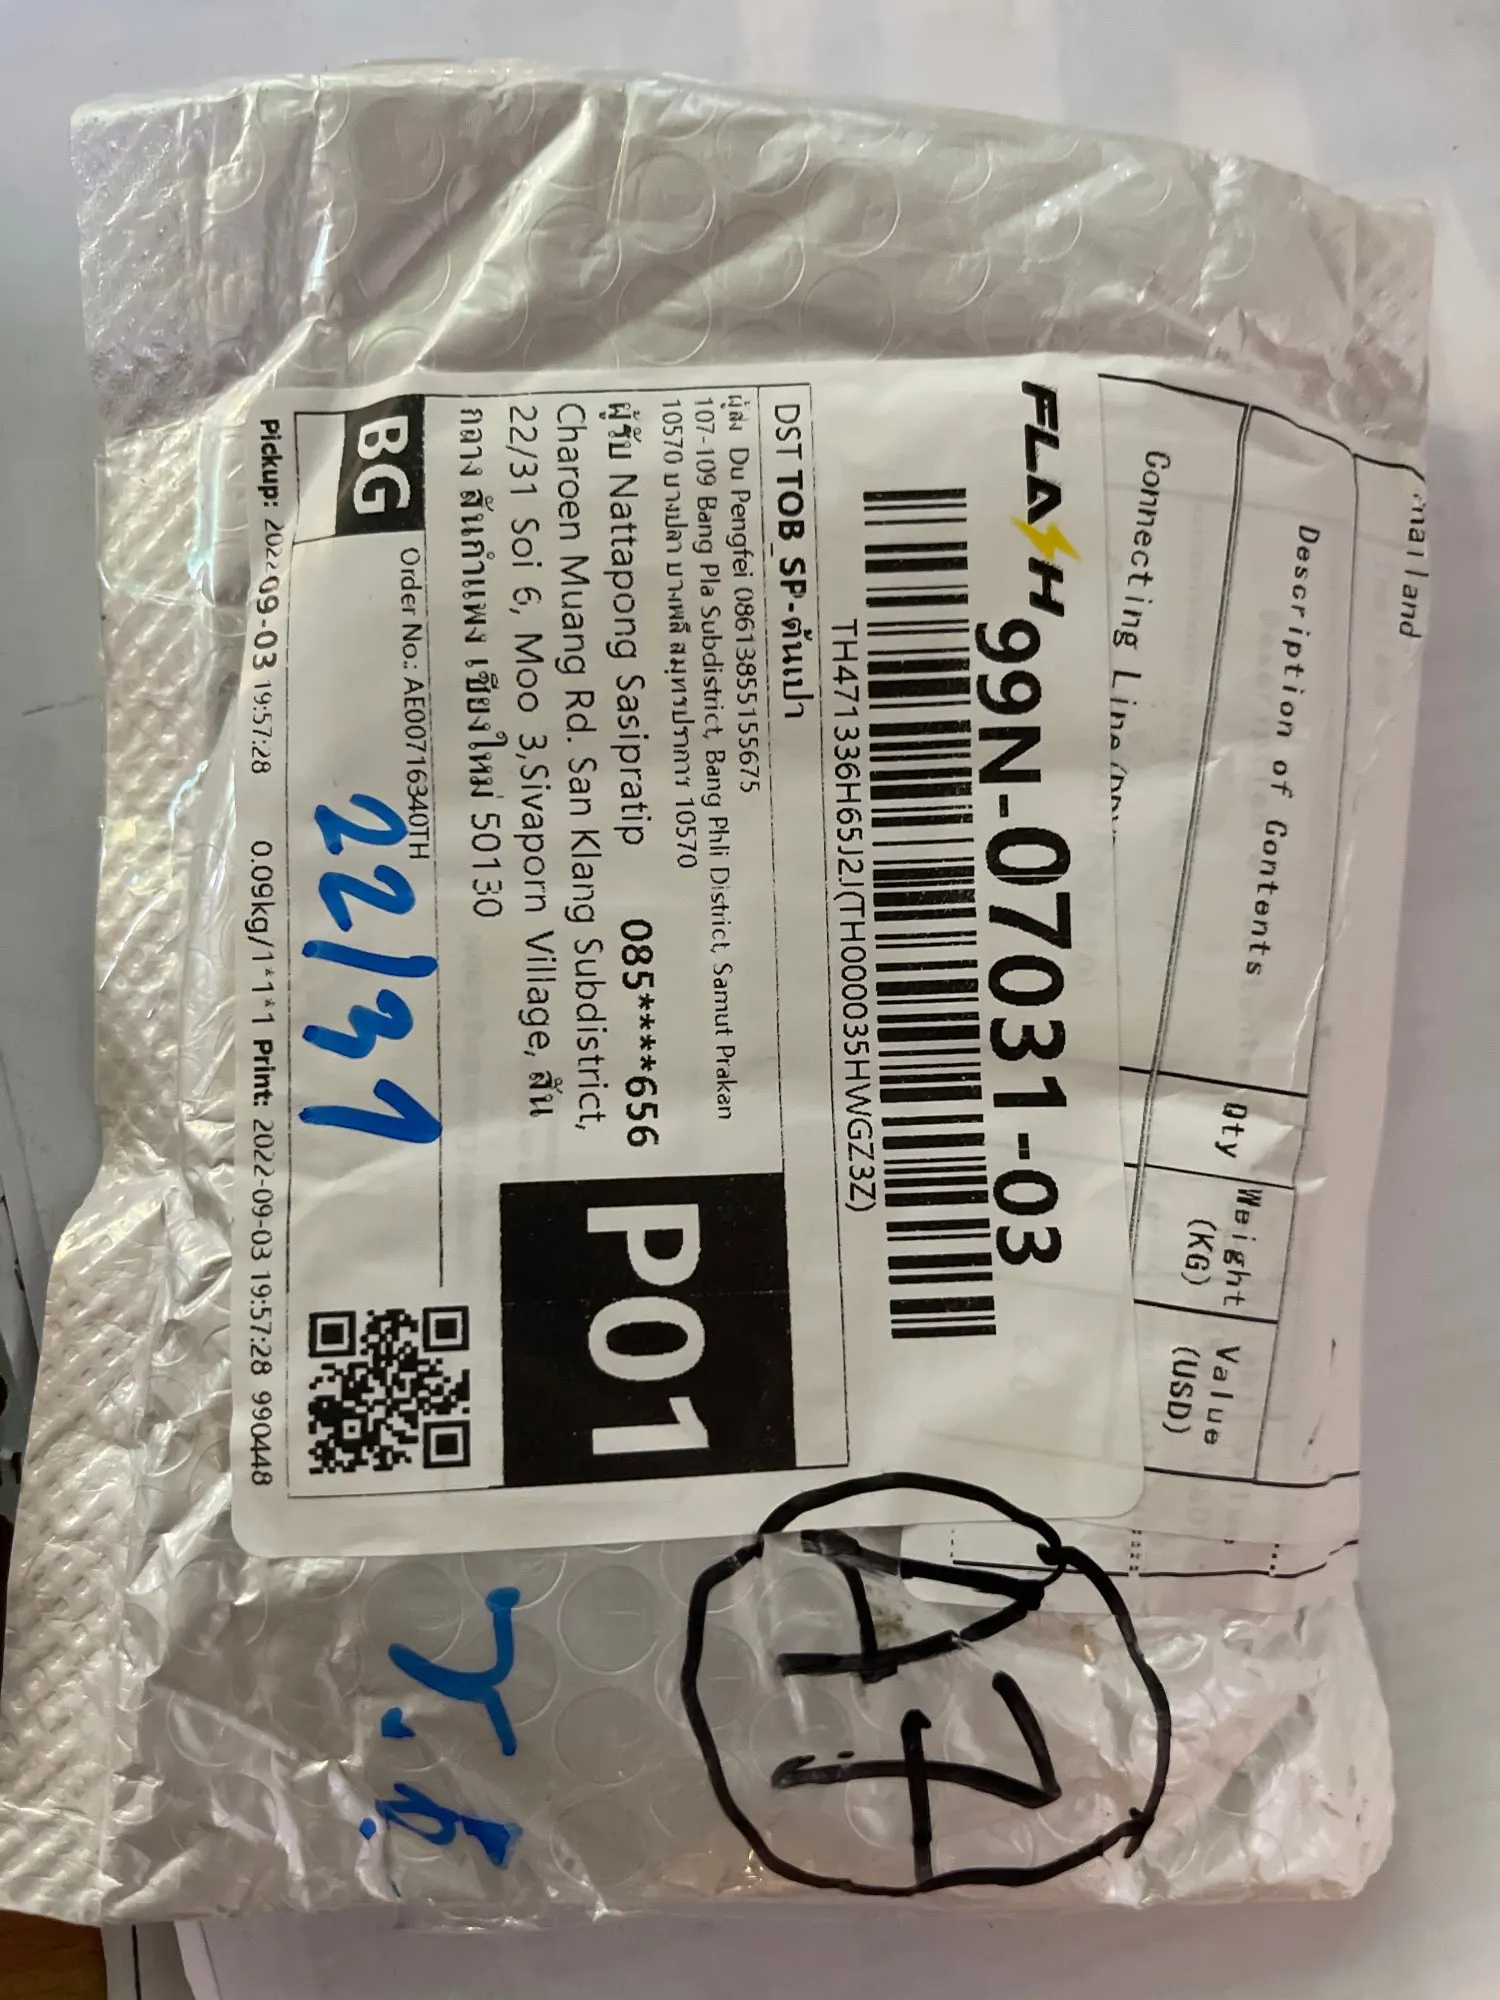 Description of Contents
Qty
Weight
(KG)
Value
(USD)
Connecting Line
FLASH
99N-07031-03
TH471336H65J2J(TH000035HWGZ3Z)
DST TOB_SP-ต้นเปา
ผู้ส่ง Du Pengfei 0861385515​5675
107-109 Bang Pla Subdistrict, Bang Phli District, Samut Prakan
10570 บางปลา บางพลี สมุทรปราการ 10570
ผู้รับ Nattapong Sasipratip 085****656
Charoen Muang Rd. San Klang Subdistrict,
22/31 Soi 6, Moo 3,Sivaporn Village, สัน
กลาง สันกำแพง เชียงใหม่ 50130
P01
BG
Order No.: AE00716340TH
22/31
Pickup: 2022-09-03 19:57:28 0.09kg/1*1*1 Print: 2022-09-03 19:57:28 990448
A7